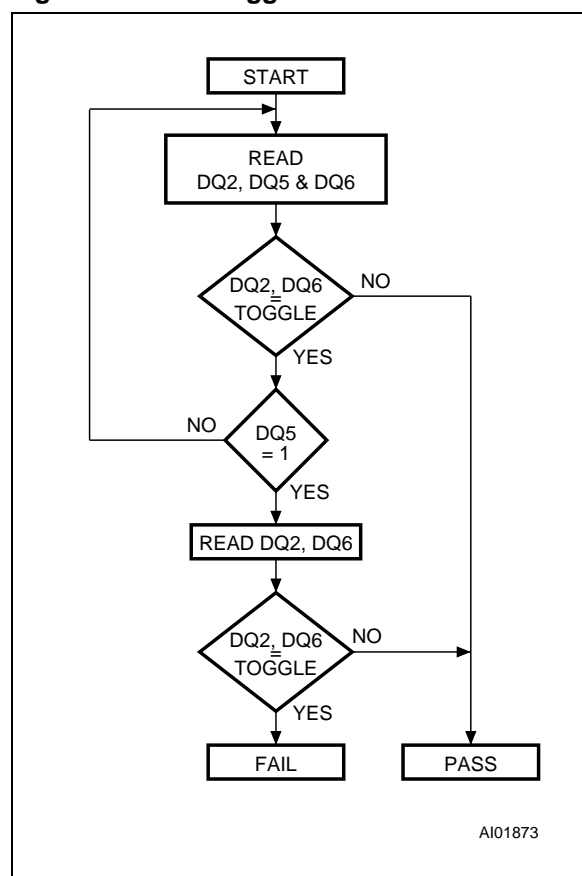 START
READ
DQ2, DQ5 & DQ6
DQ2, DQ6
=
TOGGLE
NO
YES
NO
DQ5
= 1
YES
READ DQ2, DQ6
DQ2, DQ6
=
TOGGLE
NO
YES
FAIL
PASS
AI01873